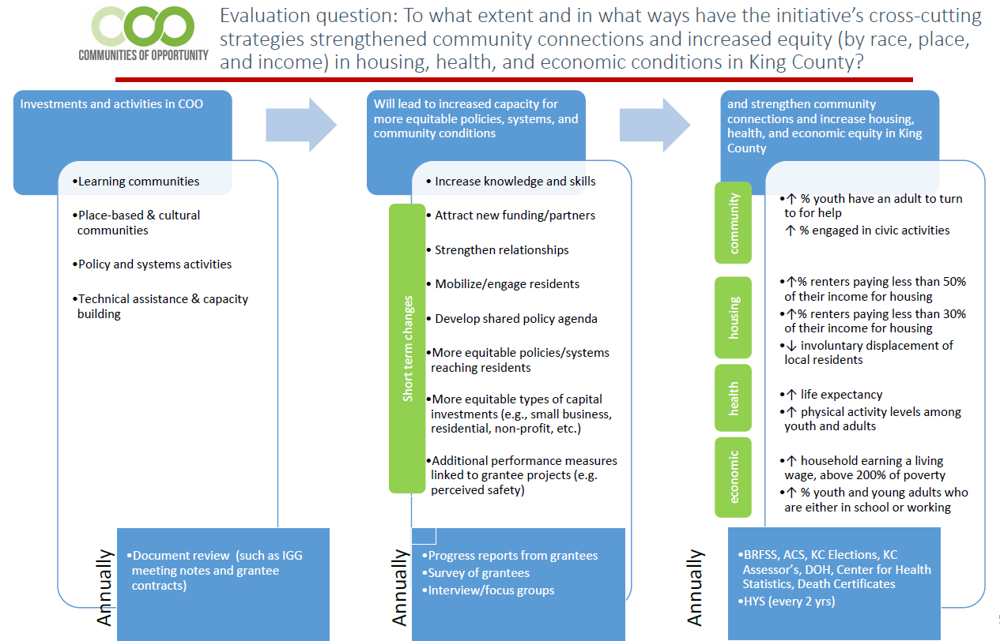 COMMUNITIES OF OPPORTUNITY
Evaluation question: To what extent and in what ways have the initiative's cross-cutting
strategies strengthened community connections and increased equity (by race, place,
and income) in housing, health, and economic conditions in King County?
Investments and activities in COO
•Learning communities
•Place-based & cultural
communities
•Policy and systems activities
•Technical assistance & capacity
building
Annually
•Document review (such as IGG
meeting notes and grantee
contracts)
Will lead to increased capacity for
more equitable policies, systems, and
community conditions
Short term changes
• Increase knowledge and skills
• Attract new funding/partners
• Strengthen relationships
• Mobilize/engage residents
• Develop shared policy agenda
•More equitable policies/systems
reaching residents
•More equitable types of capital
investments (e.g., small business,
residential, non-profit, etc.)
•Additional performance measures
linked to grantee projects (e.g.
perceived safety)
Annually
•Progress reports from grantees
•Survey of grantees
•Interview/focus groups
and strengthen community
connections and increase housing,
health, and economic equity in King
County
community
•↑ % youth have an adult to turn
to for help
↑ % engaged in civic activities
housing
•↑% renters paying less than 50%
of their income for housing
•↑% renters paying less than 30%
of their income for housing
•↓ involuntary displacement of
local residents
health
•↑ life expectancy
•↑ physical activity levels among
youth and adults
economic
•↑ household earning a living
wage, above 200% of poverty
•↑ % youth and young adults who
are either in school or working
Annually
•BRFSS, ACS, KC Elections, KC
Assessor's, DOH, Center for Health
Statistics, Death Certificates
•HYS (every 2 yrs)